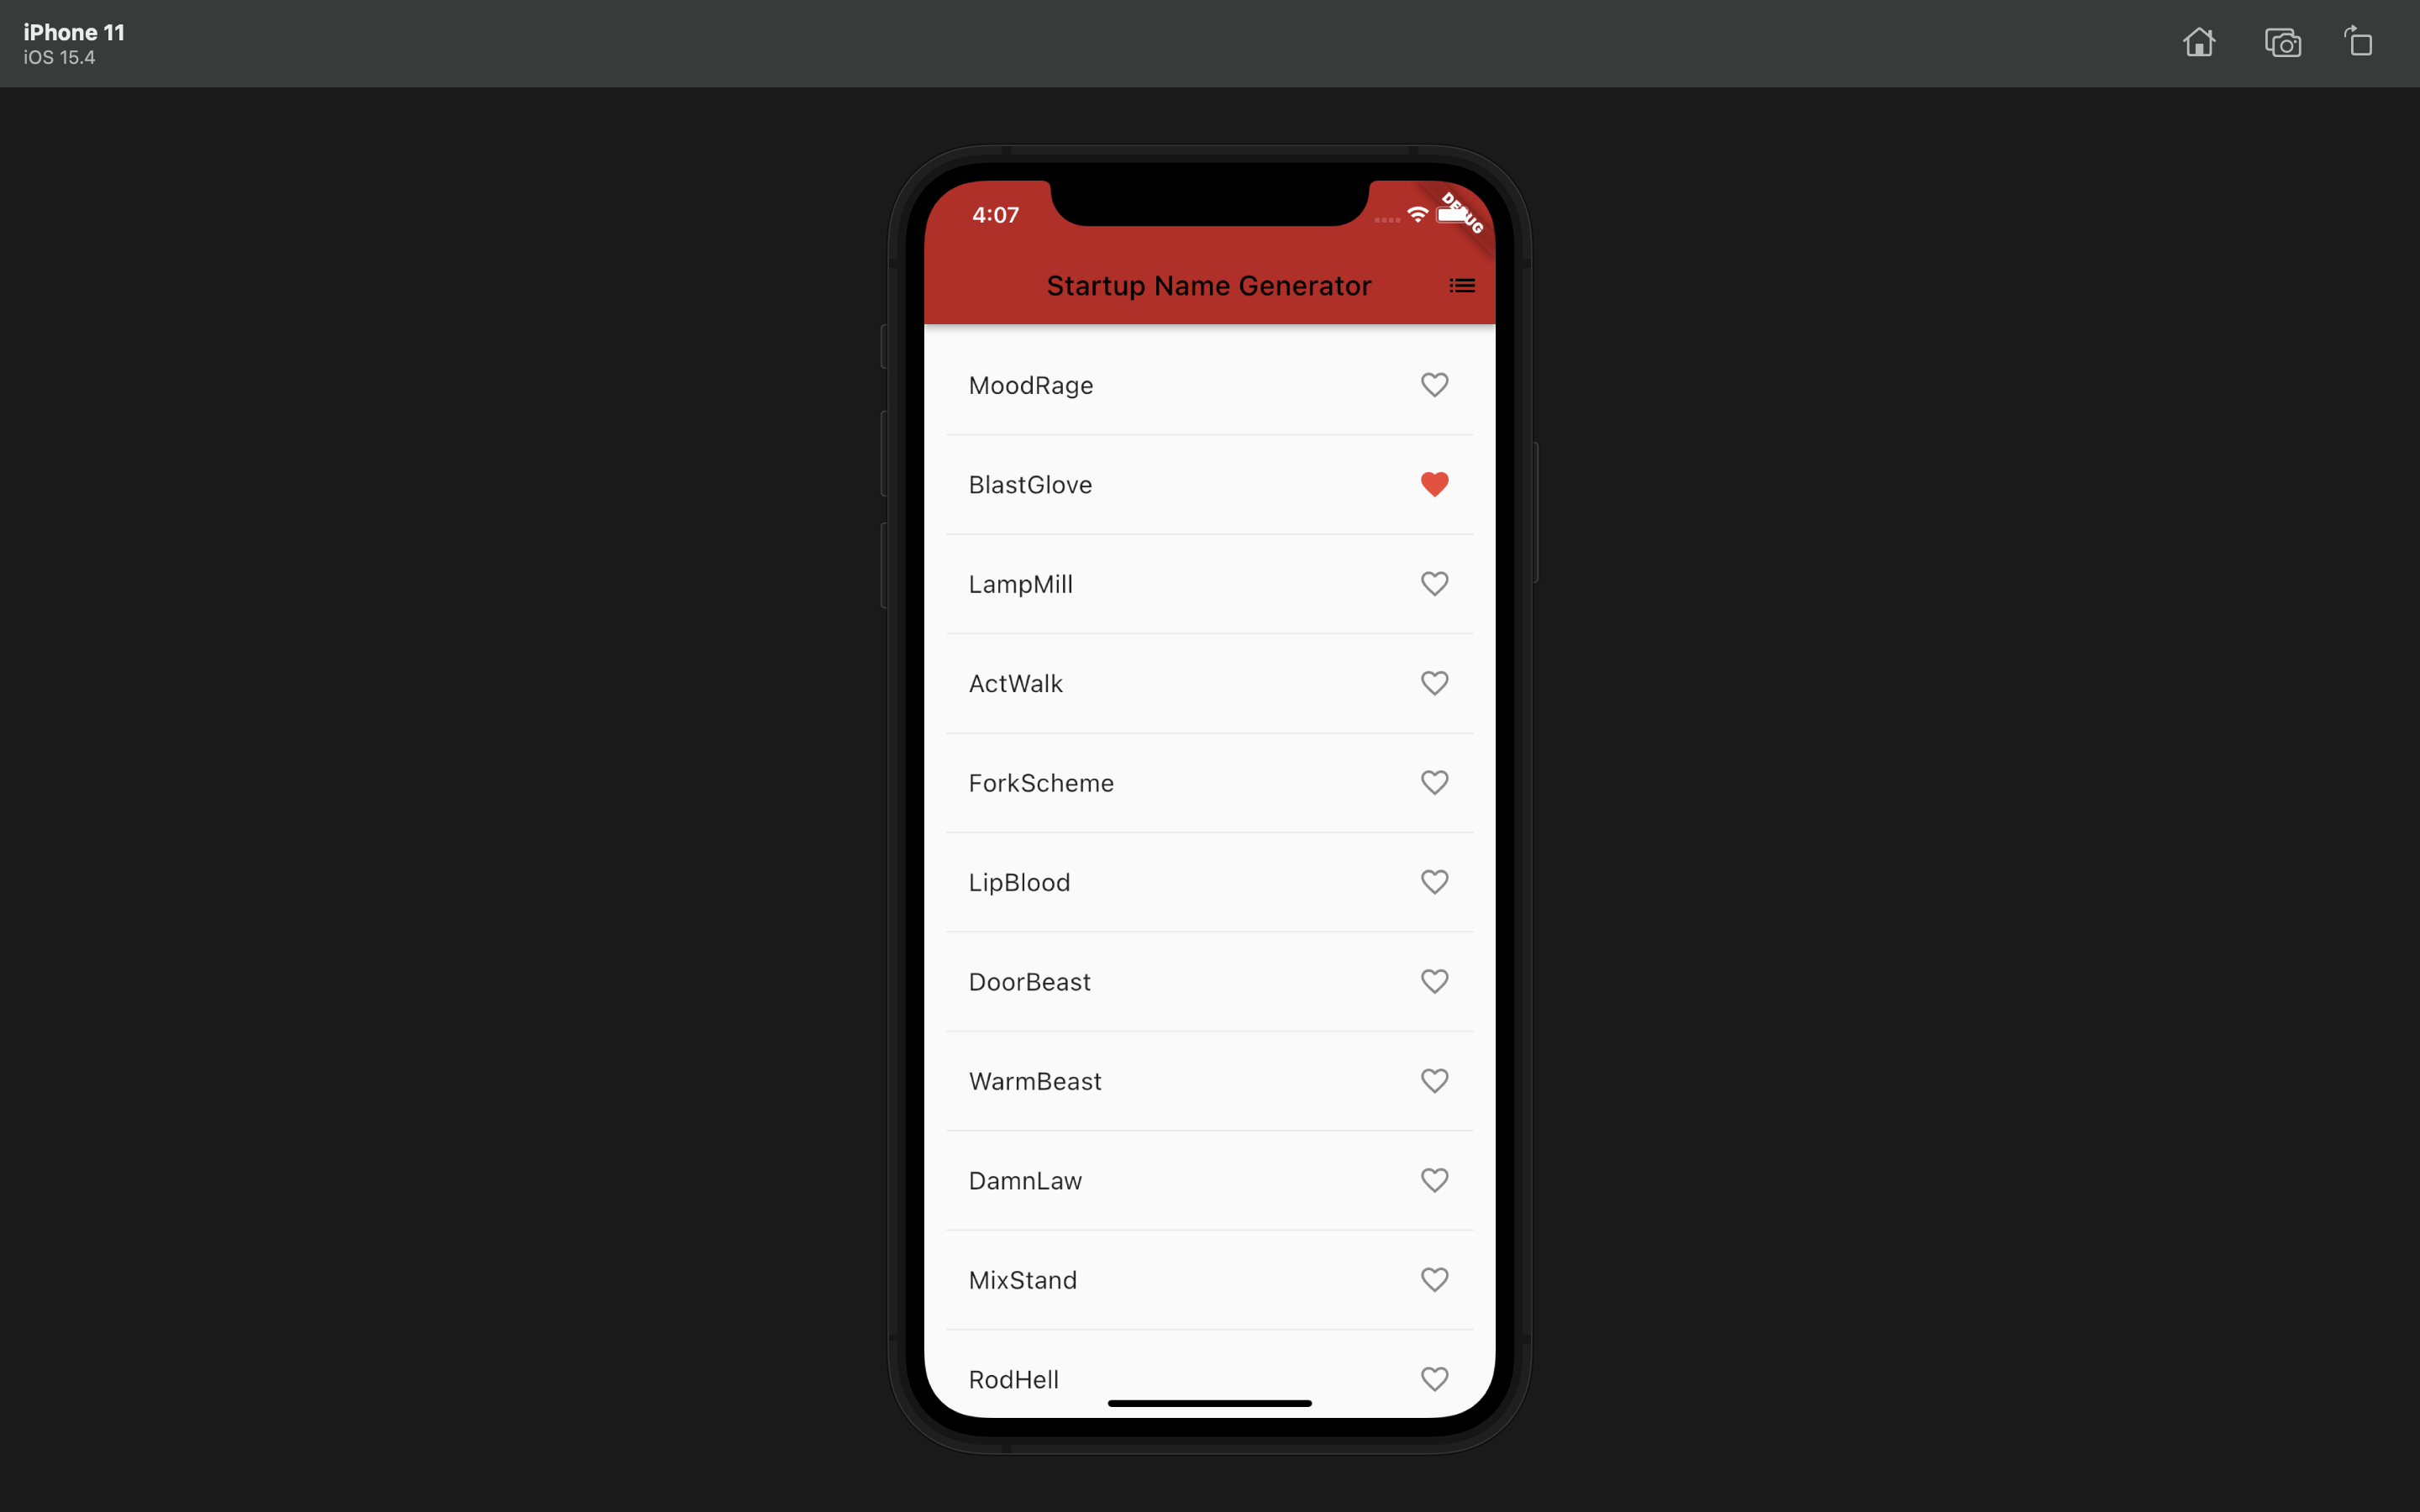 iPhone 11
iOS 15.4
4:07
DEBUG
Startup Name Generator
MoodRage
BlastGlove
LampMill
ActWalk
ForkScheme
LipBlood
DoorBeast
WarmBeast
DamnLaw
MixStand
RodHell